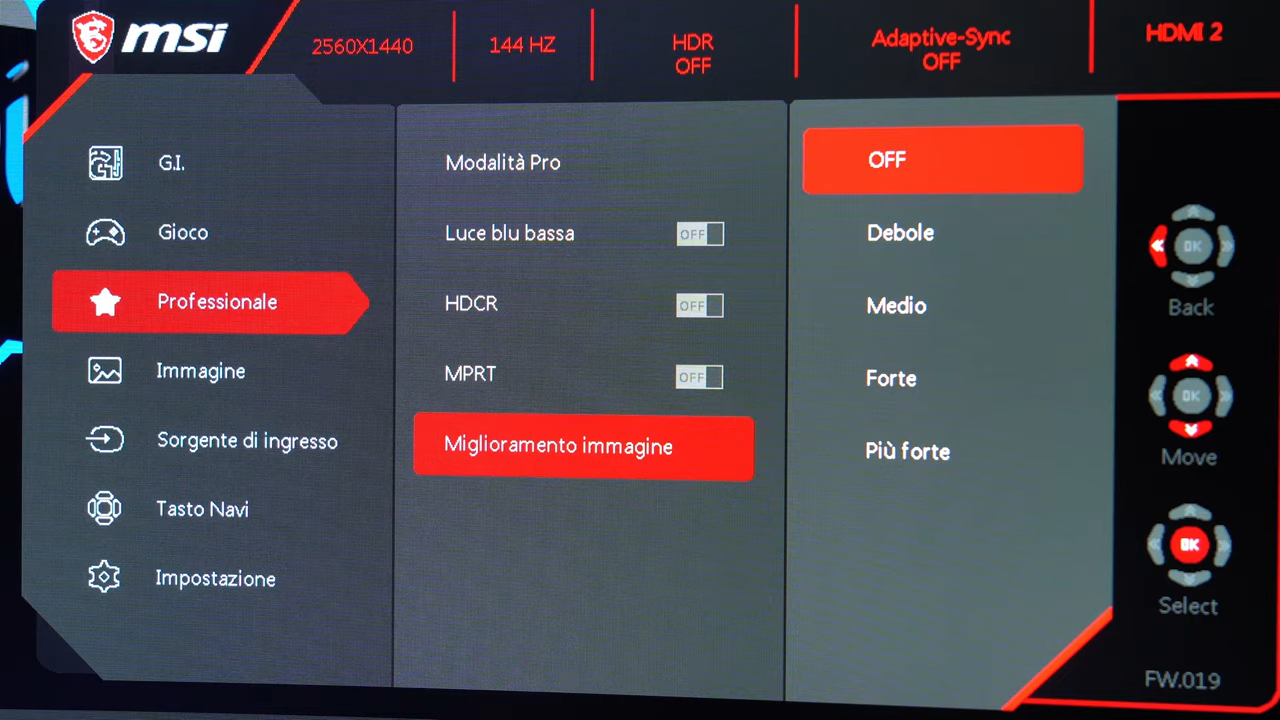 msi
2560X1440
144 HZ
HDR
OFF
Adaptive-Sync
OFF
HDMI 2
G.I.
Gioco
Professionale
Immagine
Sorgente di ingresso
Tasto Navi
Impostazione
Modalità Pro
Luce blu bassa OFF
HDCR OFF
MPRT OFF
Miglioramento immagine
OFF
Debole
Medio
Forte
Più forte
OK
Back
OK
Move
OK
Select
FW.019